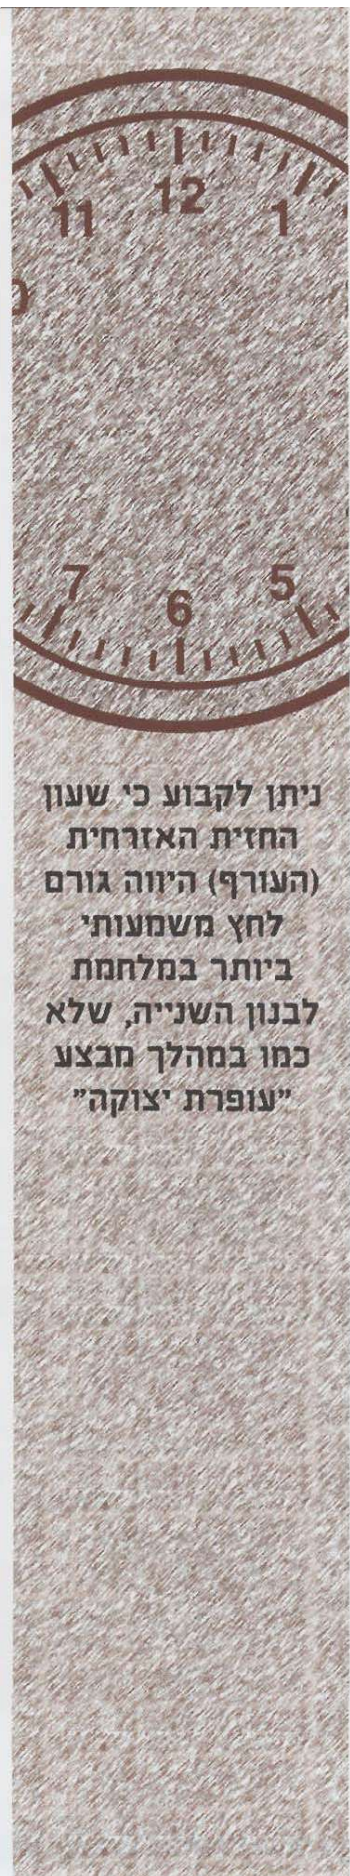 12
11
1
7
5
6
ניתן לקבוע כי שעון
החזית האזרחית
(העורף) היווה גורם
לחץ משמעותי
ביותר במלחמת
לבנון השנייה, שלא
כמו במהלך מבצע
"עופרת יצוקה"